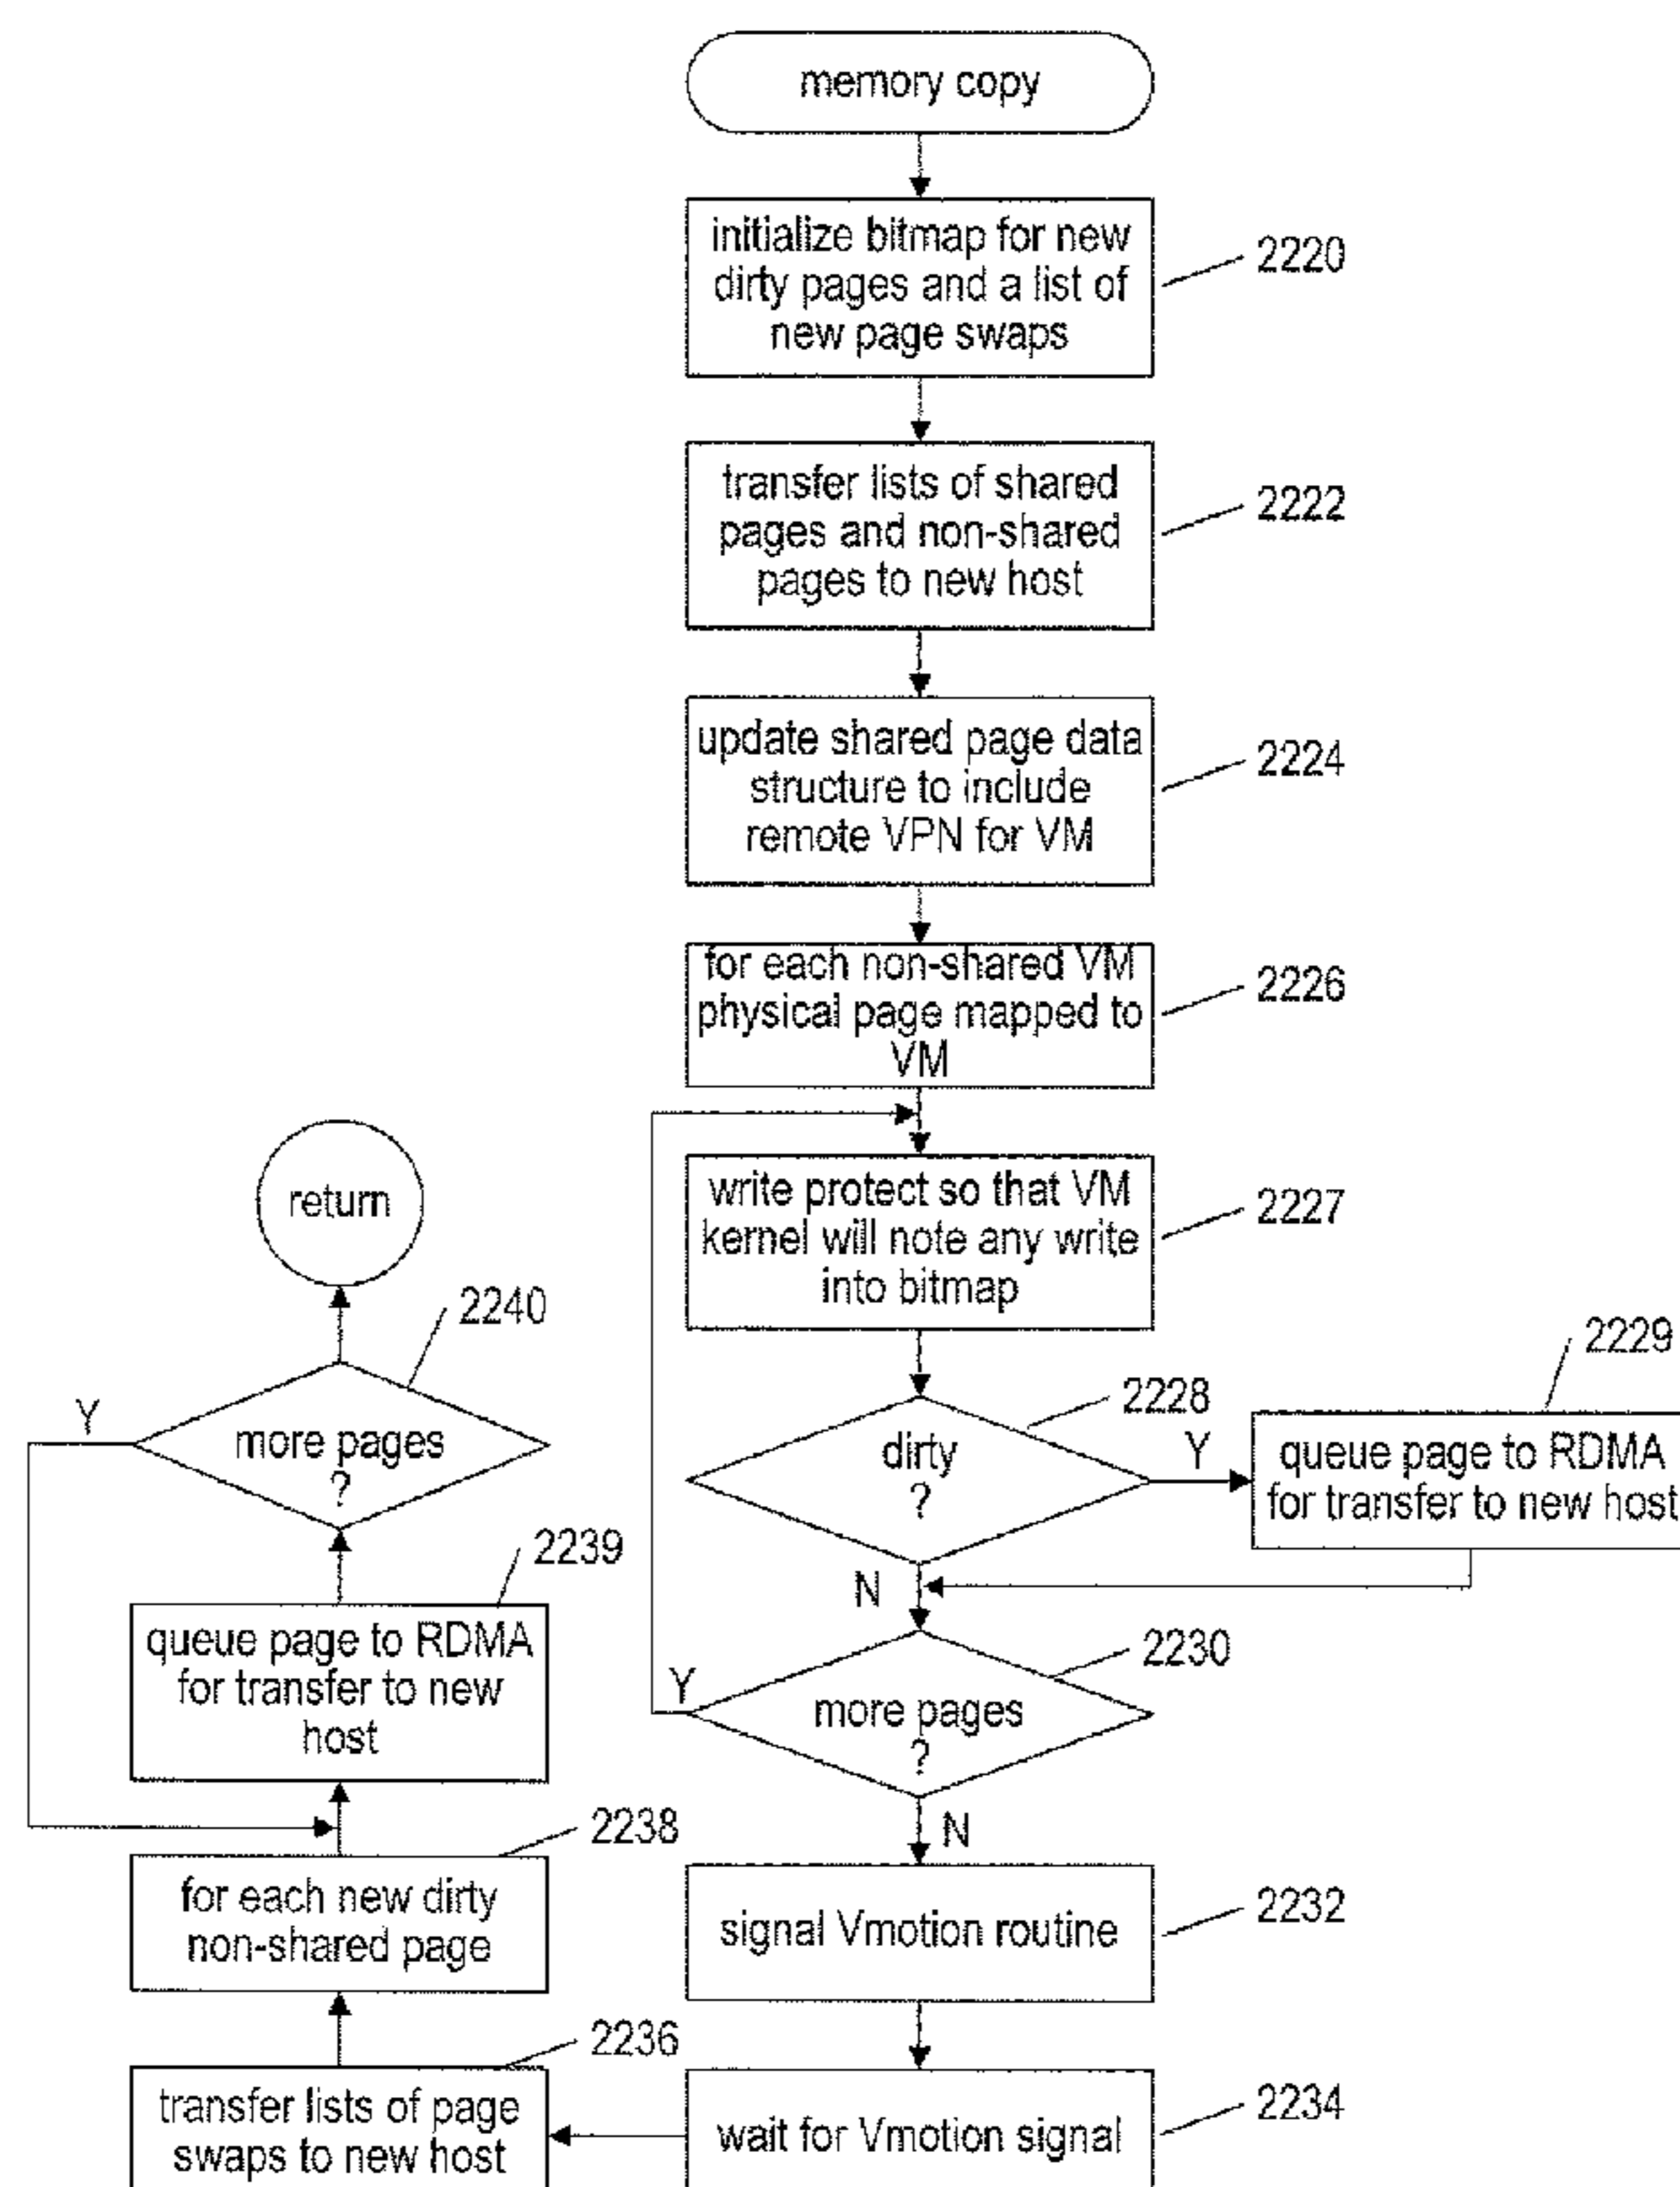 memory copy
initialize bitmap for new
dirty pages and a list of
new page swaps
2220
transfer lists of shared
pages and non-shared
pages to new host
2222
update shared page data
structure to include
remote VPN for VM
2224
for each non-shared VM
physical page mapped to
VM
2226
write protect so that VM
kernel will note any write
into bitmap
2227
dirty
?
2228
Y
N
queue page to RDMA
for transfer to new host
2229
more pages
?
2230
Y
N
signal Vmotion routine
2232
wait for Vmotion signal
2234
transfer lists of page
swaps to new host
2236
for each new dirty
non-shared page
2238
queue page to RDMA
for transfer to new
host
2239
more pages
?
2240
Y
return